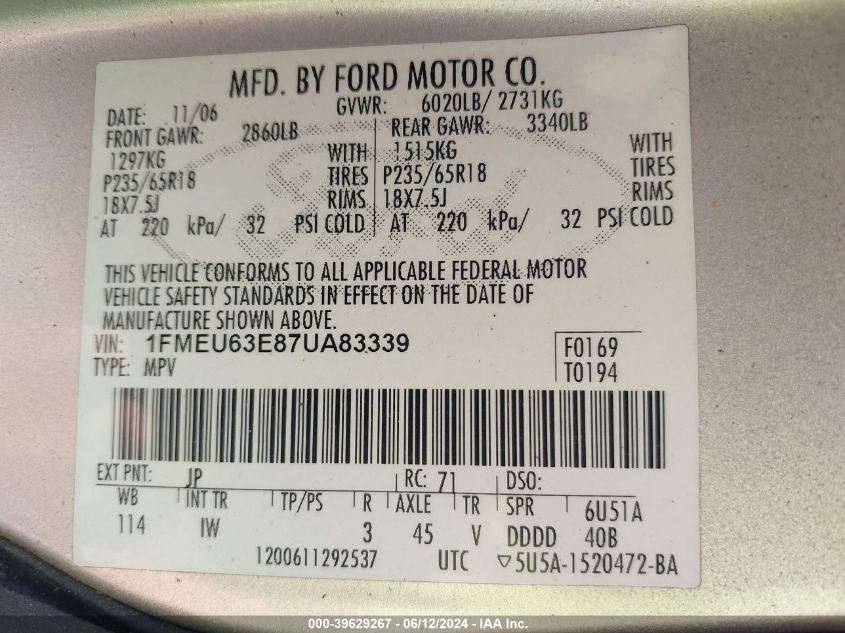 MFD. BY FORD MOTOR CO.
DATE: 11/06 GVWR: 6020LB/ 2731KG
FRONT GAWR: 2860LB REAR GAWR: 3340LB
1297KG WITH 1515KG WITH
P235/65R18 TIRES P235/65R18 TIRES
18X7.5J RIMS 18X7.5J RIMS
AT 220 kPa/ 32 PSI COLD AT 220 kPa/ 32 PSI COLD
THIS VEHICLE CONFORMS TO ALL APPLICABLE FEDERAL MOTOR
VEHICLE SAFETY STANDARDS IN EFFECT ON THE DATE OF
MANUFACTURE SHOWN ABOVE.
VIN: 1FMEU63E87UA83339 F0169
TYPE: MPV T0194
EXT PNT: JP RC: 71 DSO:
WB INT TR TP/PS R AXLE TR SPR 6U51A
114 IW 3 45 V DDDD 40B
1200611292537 UTC ▽5U5A-1520472-BA
000-39629267 - 06/12/2024 - IAA Inc.